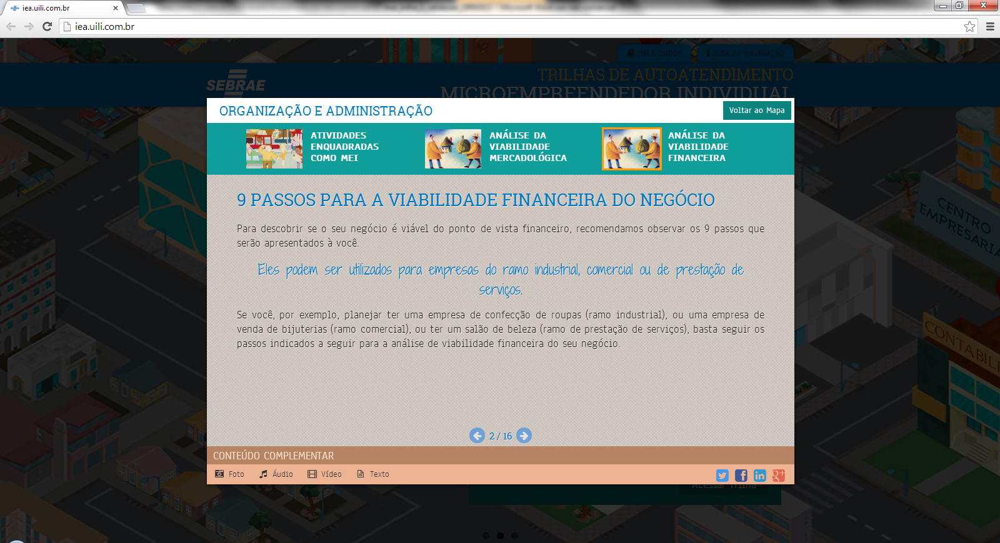 iea.uili.com.br
iea.uili.com.br
MEUS DADOS
GUIA DE NAVEGAÇÃO
SEBRAE
TRILHAS DE AUTOATENDIMENTO
MICROEMPREENDEDOR INDIVIDUAL
ORGANIZAÇÃO E ADMINISTRAÇÃO
Voltar ao Mapa
ATIVIDADES
ENQUADRADAS
COMO MEI
ANÁLISE DA
VIABILIDADE
MERCADOLÓGICA
ANÁLISE DA
VIABILIDADE
FINANCEIRA
9 PASSOS PARA A VIABILIDADE FINANCEIRA DO NEGÓCIO
Para descobrir se o seu negócio é viável do ponto de vista financeiro, recomendamos observar os 9 passos que
serão apresentados à você.
Eles podem ser utilizados para empresas do ramo industrial, comercial ou de prestação de
serviços.
Se você, por exemplo, planejar ter uma empresa de confecção de roupas (ramo industrial), ou uma empresa de
venda de bijuterias (ramo comercial), ou ter um salão de beleza (ramo de prestação de serviços), basta seguir os
passos indicados a seguir para a análise de viabilidade financeira do seu negócio.
2 / 16
CONTEÚDO COMPLEMENTAR
Foto
Áudio
Vídeo
Texto
Acessar Trilha
CENTRO
EMPRESARIA
CONTABILI